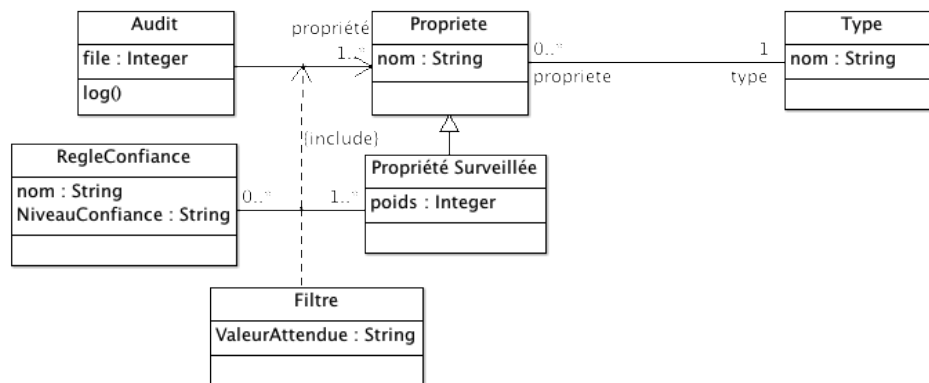 Audit
file : Integer
log()
propriété
1..*
Propriete
nom : String
0..*
propriete
1
type
Type
nom : String
{include}
RegleConfiance
nom : String
NiveauConfiance : String
0..*
1..*
Propriété Surveillée
poids : Integer
Filtre
ValeurAttendue : String